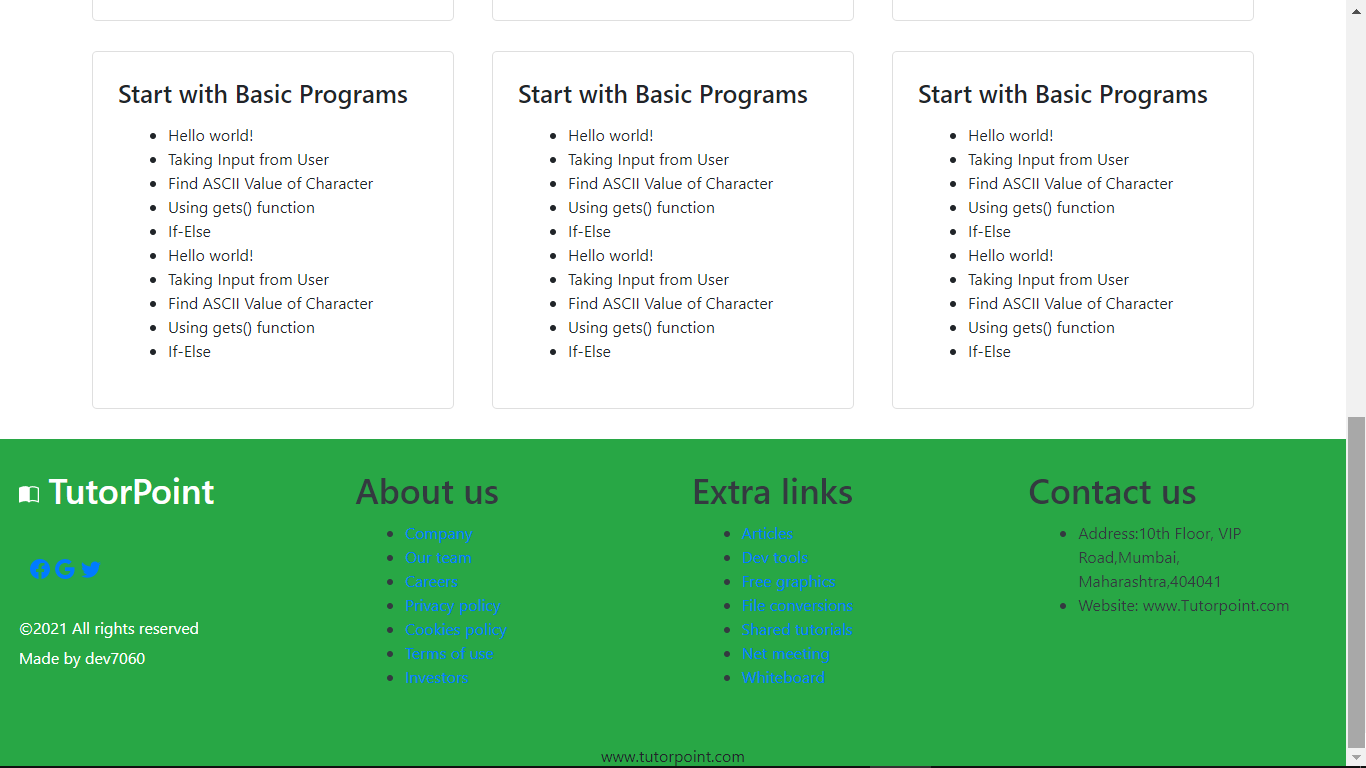 Start with Basic Programs
Hello world!
Taking Input from User
Find ASCII Value of Character
Using gets() function
If-Else
Hello world!
Taking Input from User
Find ASCII Value of Character
Using gets() function
If-Else
Start with Basic Programs
Hello world!
Taking Input from User
Find ASCII Value of Character
Using gets() function
If-Else
Hello world!
Taking Input from User
Find ASCII Value of Character
Using gets() function
If-Else
Start with Basic Programs
Hello world!
Taking Input from User
Find ASCII Value of Character
Using gets() function
If-Else
Hello world!
Taking Input from User
Find ASCII Value of Character
Using gets() function
If-Else
TutorPoint
©2021 All rights reserved
Made by dev7060
About us
Company
Our team
Careers
Privacy policy
Cookies policy
Terms of use
Investors
Extra links
Articles
Dev tools
Free graphics
File conversions
Shared tutorials
Net meeting
Whiteboard
Contact us
Address:10th Floor, VIP
Road,Mumbai,
Maharashtra,404041
Website: www.Tutorpoint.com
www.tutorpoint.com